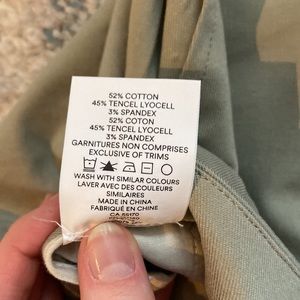 52% COTTON
45% TENCEL LYOCELL
3% SPANDEX
52% COTON
45% TENCEL LYOCELL
3% SPANDEX
GARNITURES NON COMPRISES
EXCLUSIVE OF TRIMS
WASH WITH SIMILAR COLOURS
LAVER AVEC DES COULEURS
SIMILAIRES
MADE IN CHINA
FABRIQUÉ EN CHINE